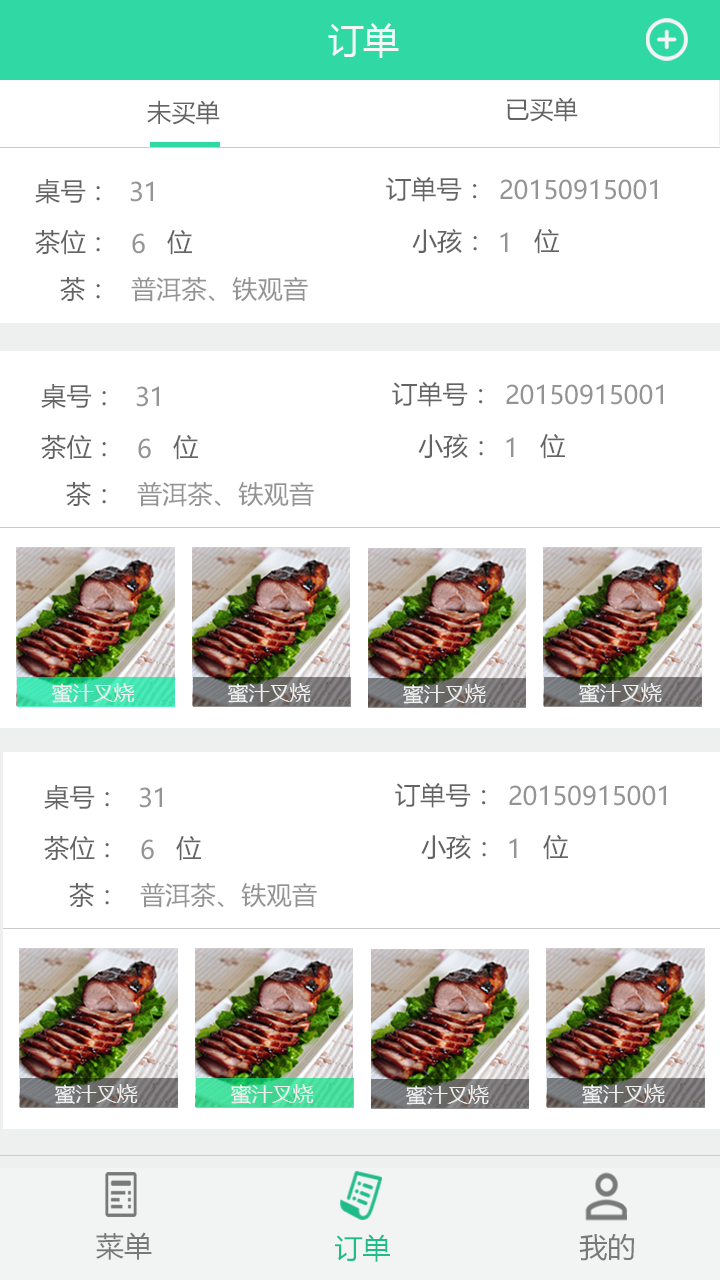 订单
未买单 已买单
桌号： 31 订单号： 20150915001
茶位： 6 位 小孩： 1 位
茶： 普洱茶、铁观音
桌号： 31 订单号： 20150915001
茶位： 6 位 小孩： 1 位
茶： 普洱茶、铁观音
蜜汁叉烧 蜜汁叉烧 蜜汁叉烧 蜜汁叉烧
桌号： 31 订单号： 20150915001
茶位： 6 位 小孩： 1 位
茶： 普洱茶、铁观音
蜜汁叉烧 蜜汁叉烧 蜜汁叉烧 蜜汁叉烧
菜单 订单 我的